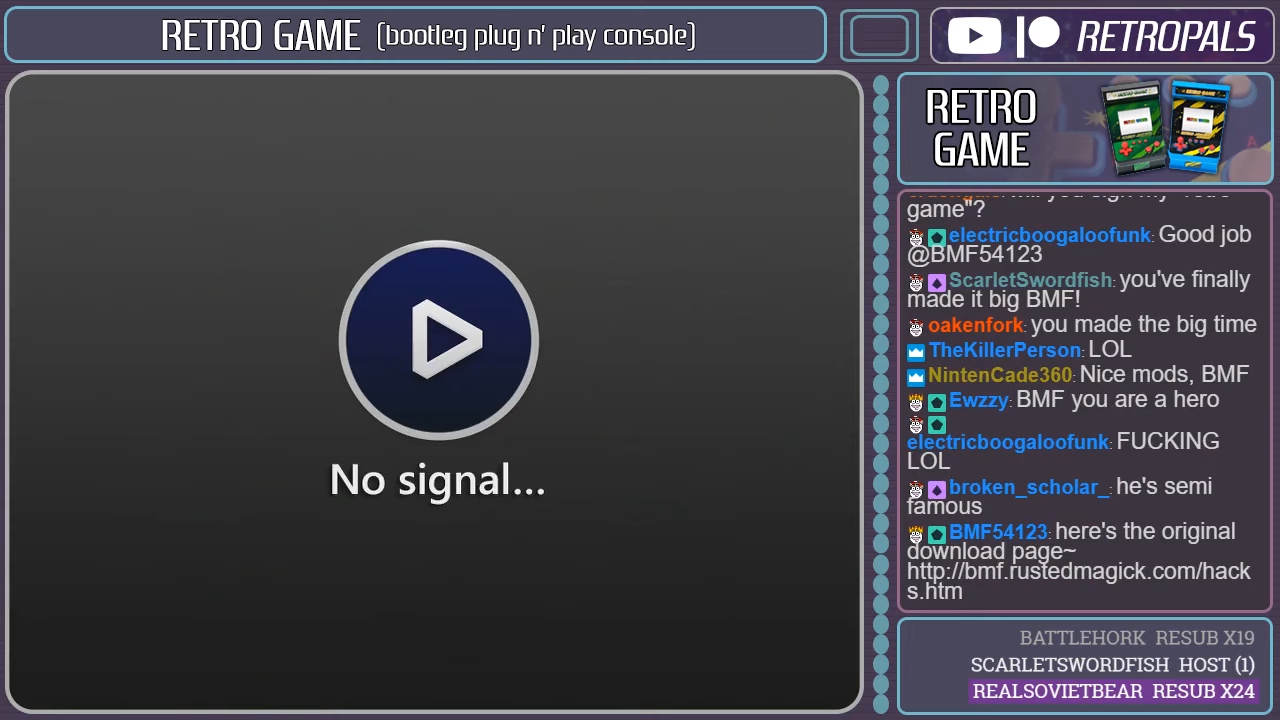 RETRO GAME (bootleg plug n' play console)
RETROPALS
RETRO
GAME
game"?
electricboogaloofunk: Good job
@BMF54123
ScarletSwordfish: you've finally
made it big BMF!
oakenfork: you made the big time
TheKillerPerson: LOL
NintenCade360: Nice mods, BMF
Ewzzy: BMF you are a hero
electricboogaloofunk: FUCKING
LOL
broken_scholar_: he's semi
famous
BMF54123: here's the original
download page~
http://bmf.rustedmagick.com/hack
s.htm
No signal...
BATTLEHORK RESUB X19
SCARLETSWORDFISH HOST (1)
REALSOVIETBEAR RESUB X24